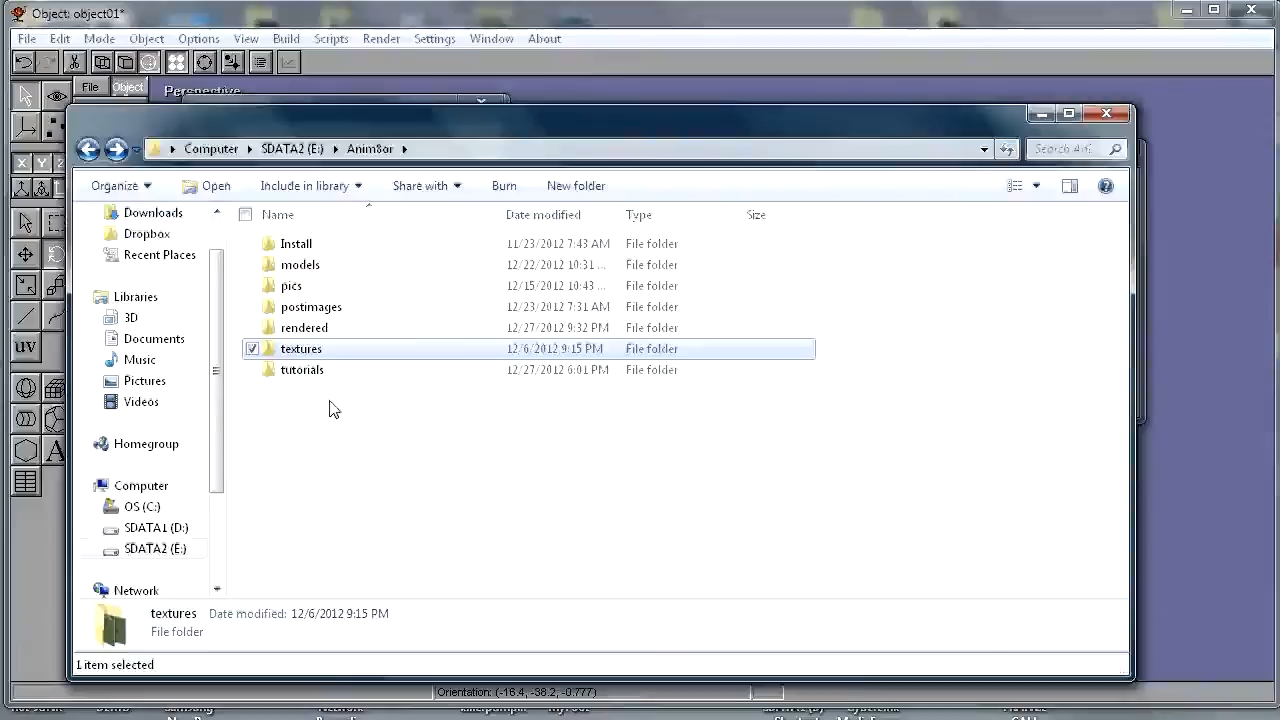 Object: object01*
File Edit Mode Object Options View Build Scripts Render Settings Window About
File Object Perspective
Computer SDATA2 (E:) Anim8or
Organize Open Include in library Share with Burn New folder
Name Date modified Type Size
Downloads
Dropbox
Recent Places
Libraries
3D
Documents
Music
Pictures
Videos
Homegroup
Computer
OS (C:)
SDATA1 (D:)
SDATA2 (E:)
Network
Install 11/23/2012 7:43 AM File folder
models 12/22/2012 10:31 ... File folder
pics 12/15/2012 10:43 ... File folder
postimages 12/23/2012 7:31 AM File folder
rendered 12/27/2012 9:32 PM File folder
textures 12/6/2012 9:15 PM File folder
tutorials 12/27/2012 6:01 PM File folder
X Y Z
uv
A
textures Date modified: 12/6/2012 9:15 PM
File folder
1 item selected
Orientation: (-16.4, -38.2, -0.777)